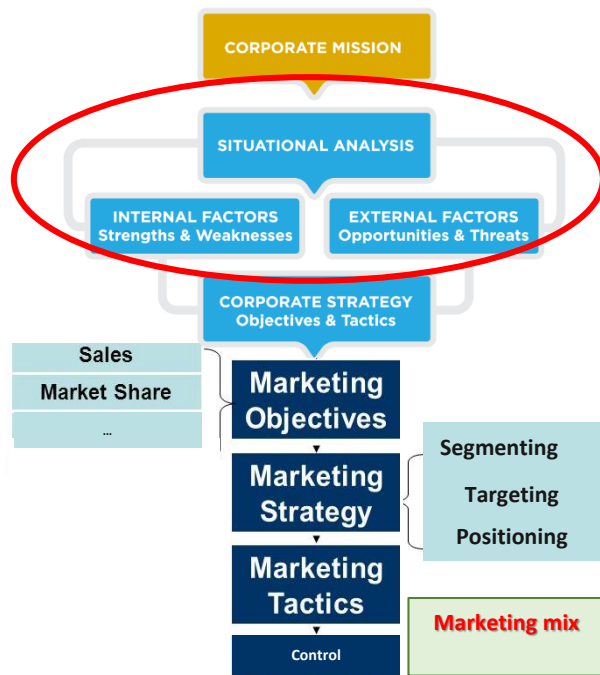 CORPORATE MISSION
SITUATIONAL ANALYSIS
INTERNAL FACTORS
Strengths & Weaknesses
EXTERNAL FACTORS
Opportunities & Threats
CORPORATE STRATEGY
Objectives & Tactics
Sales
Market Share
...
Marketing
Objectives
Marketing
Strategy
Segmenting
Targeting
Positioning
Marketing
Tactics
Marketing mix
Control